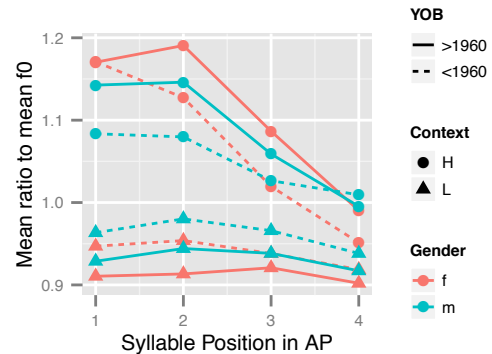 1.2
1.1
1.0
0.9
Mean ratio to mean f0
1
2
3
4
Syllable Position in AP
YOB
>1960
<1960
Context
H
L
Gender
f
m